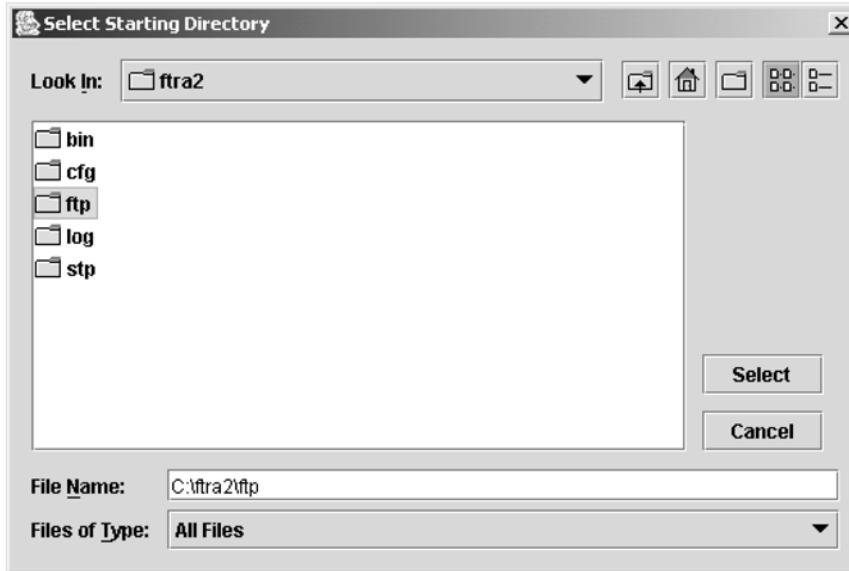 Select Starting Directory
Look In: ftra2
bin
cfg
ftp
log
stp
Select
Cancel
File Name: C:\ftra2\ftp
Files of Type: All Files